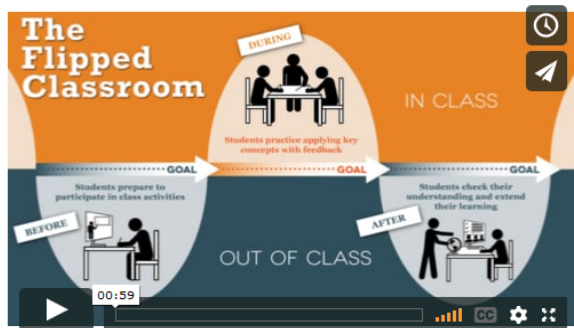 The
Flipped
Classroom
DURING
IN CLASS
Students practice applying key
concepts with feedback
GOAL
GOAL
GOAL
Students prepare to
participate in class activities
Students check their
understanding and extend
their learning
BEFORE
AFTER
OUT OF CLASS
00:59
CC